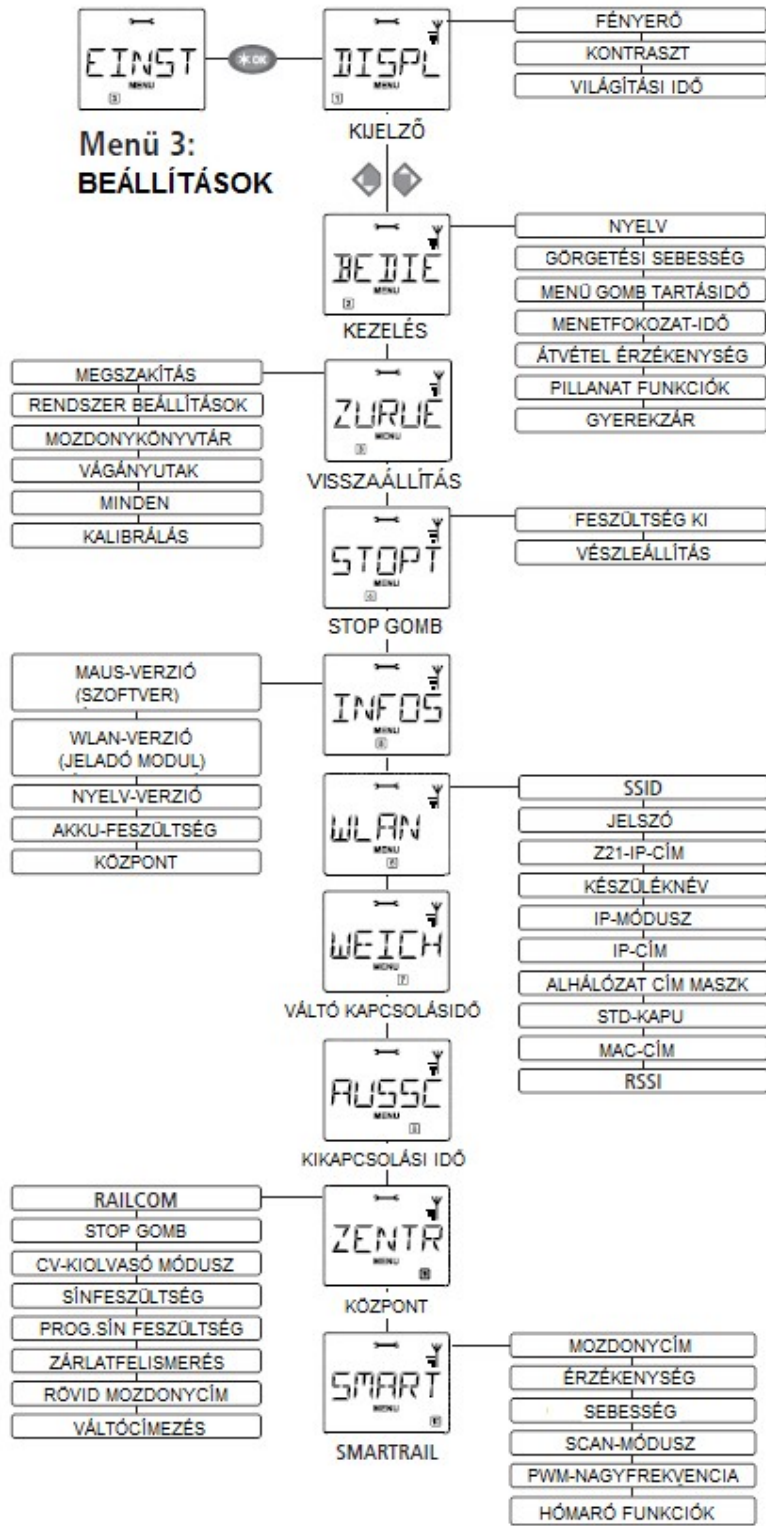 EINST
MENU
3
* OK
DISPL
MENU
1
FÉNYERŐ
KONTRASZT
VILÁGÍTÁSI IDŐ
Menü 3:
BEÁLLÍTÁSOK
KIJELZŐ
BEDIE
MENU
2
KEZELÉS
NYELV
GÖRGETÉSI SEBESSÉG
MENÜ GOMB TARTÁSIDŐ
MENETFOKOZAT-IDŐ
ÁTVÉTEL ÉRZÉKENYSÉG
PILLANAT FUNKCIÓK
GYEREKZÁR
MEGSZAKÍTÁS
RENDSZER BEÁLLÍTÁSOK
MOZDONYKÖNYVTÁR
VÁGÁNYUTAK
MINDEN
KALIBRÁLÁS
ZURUE
MENU
3
VISSZAÁLLÍTÁS
STOPT
MENU
STOP GOMB
FESZÜLTSÉG KI
VÉSZLEÁLLÍTÁS
MAUS-VERZIÓ
(SZOFTVER)
WLAN-VERZIÓ
(JELADÓ MODUL)
NYELV-VERZIÓ
AKKU-FESZÜLTSÉG
KÖZPONT
INFOS
MENU
WLAN
MENU
SSID
JELSZÓ
Z21-IP-CÍM
KÉSZÜLÉKNÉV
IP-MÓDUSZ
IP-CÍM
ALHÁLÓZAT CÍM MASZK
STD-KAPU
MAC-CÍM
RSSI
WEICH
MENU
7
VÁLTÓ KAPCSOLÁSIDŐ
AUSSC
MENU
KIKAPCSOLÁSI IDŐ
RAILCOM
STOP GOMB
CV-KIOLVASÓ MÓDUSZ
SÍNFESZÜLTSÉG
PROG.SÍN FESZÜLTSÉG
ZÁRLATFELISMERÉS
RÖVID MOZDONYCÍM
VÁLTÓCÍMEZÉS
ZENTR
MENU
KÖZPONT
SMART
MENU
SMARTRAIL
MOZDONYCÍM
ÉRZÉKENYSÉG
SEBESSÉG
SCAN-MÓDUSZ
PWM-NAGYFREKVENCIA
HÓMARÓ FUNKCIÓK